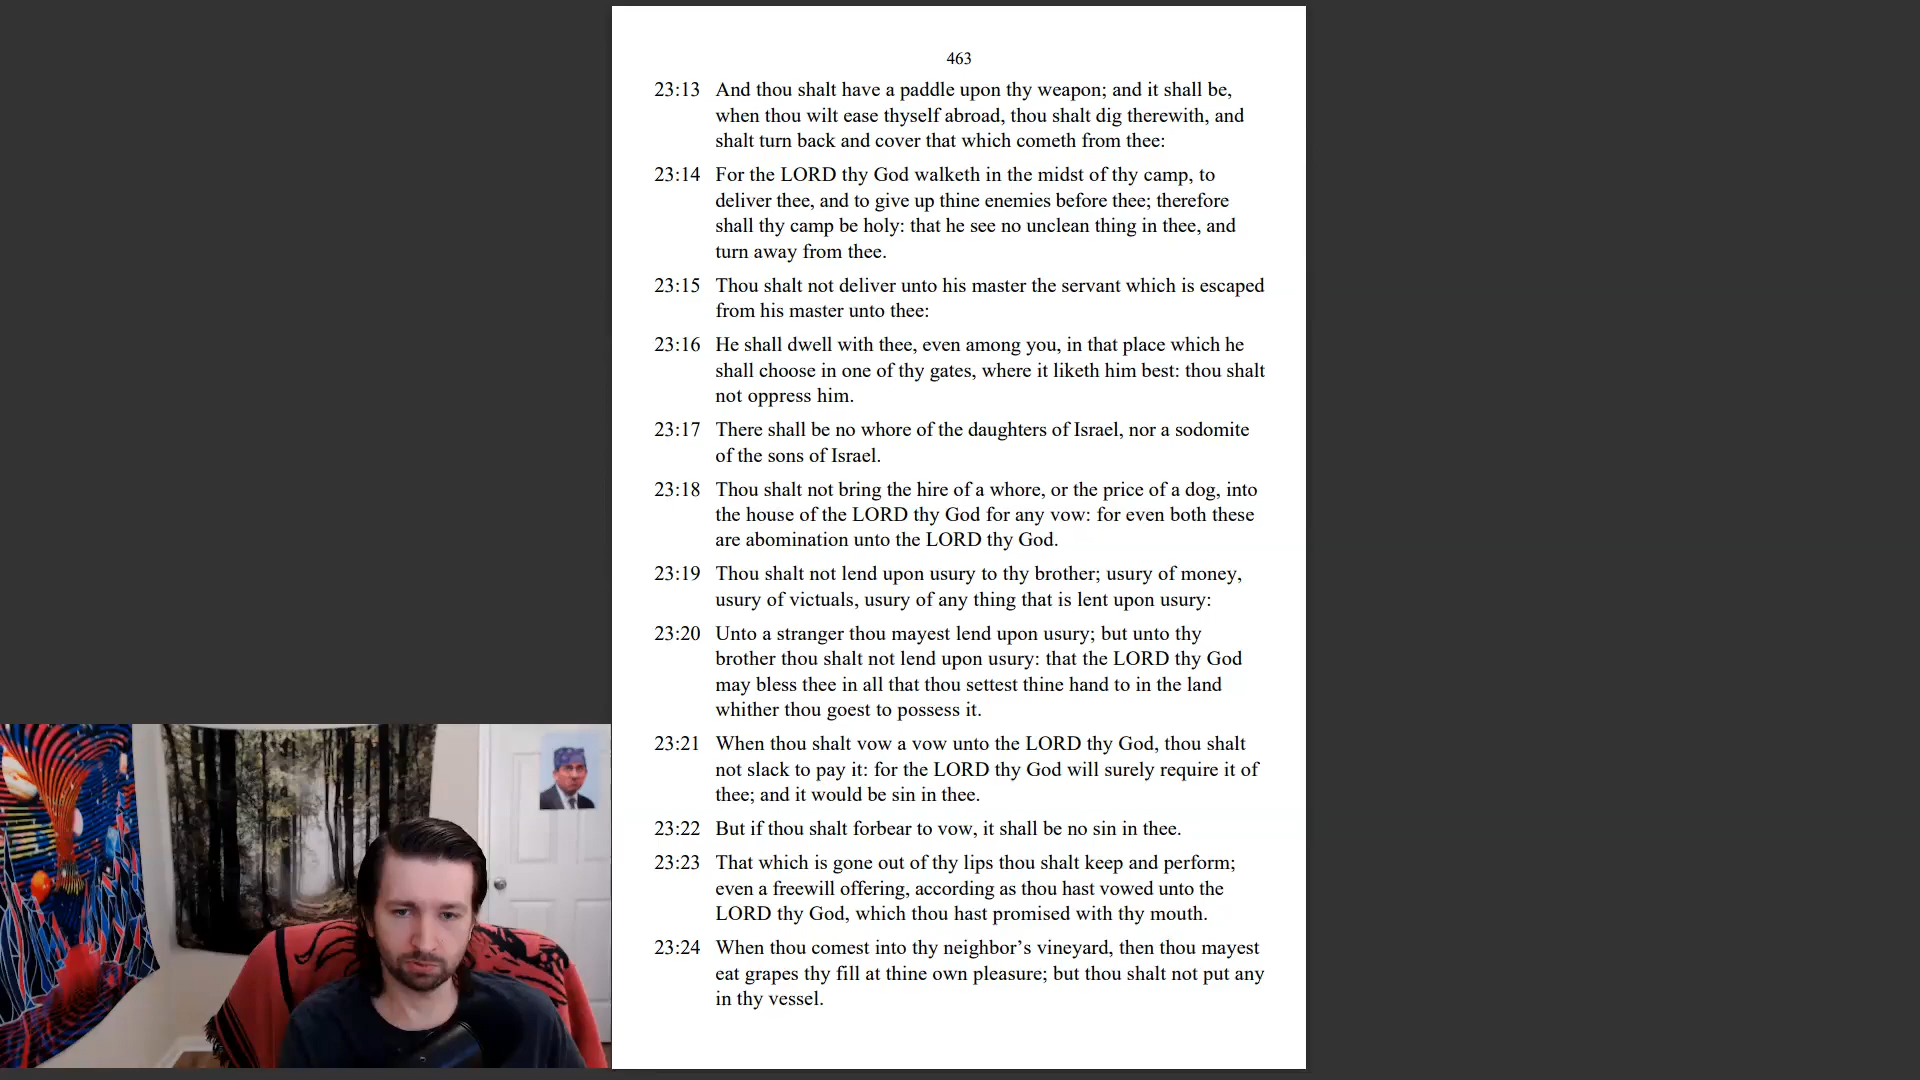 463
23:13 And thou shalt have a paddle upon thy weapon; and it shall be,
when thou wilt ease thyself abroad, thou shalt dig therewith, and
shalt turn back and cover that which cometh from thee:
23:14 For the LORD thy God walketh in the midst of thy camp, to
deliver thee, and to give up thine enemies before thee; therefore
shall thy camp be holy: that he see no unclean thing in thee, and
turn away from thee.
23:15 Thou shalt not deliver unto his master the servant which is escaped
from his master unto thee:
23:16 He shall dwell with thee, even among you, in that place which he
shall choose in one of thy gates, where it liketh him best: thou shalt
not oppress him.
23:17 There shall be no whore of the daughters of Israel, nor a sodomite
of the sons of Israel.
23:18 Thou shalt not bring the hire of a whore, or the price of a dog, into
the house of the LORD thy God for any vow: for even both these
are abomination unto the LORD thy God.
23:19 Thou shalt not lend upon usury to thy brother; usury of money,
usury of victuals, usury of any thing that is lent upon usury:
23:20 Unto a stranger thou mayest lend upon usury; but unto thy
brother thou shalt not lend upon usury: that the LORD thy God
may bless thee in all that thou settest thine hand to in the land
whither thou goest to possess it.
23:21 When thou shalt vow a vow unto the LORD thy God, thou shalt
not slack to pay it: for the LORD thy God will surely require it of
thee; and it would be sin in thee.
23:22 But if thou shalt forbear to vow, it shall be no sin in thee.
23:23 That which is gone out of thy lips thou shalt keep and perform;
even a freewill offering, according as thou hast vowed unto the
LORD thy God, which thou hast promised with thy mouth.
23:24 When thou comest into thy neighbor’s vineyard, then thou mayest
eat grapes thy fill at thine own pleasure; but thou shalt not put any
in thy vessel.